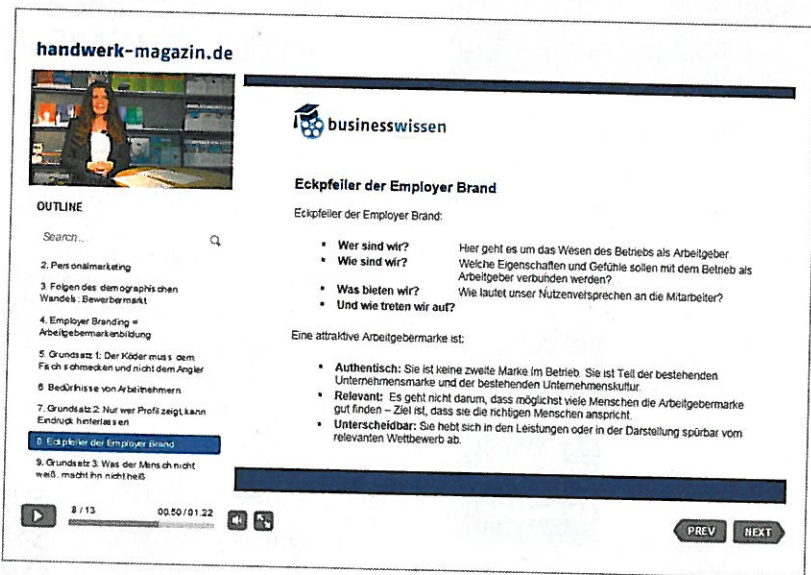 handwerk-magazin.de
OUTLINE
Search...
2. Personalmarketing
3. Folgen des demographischen
Wandels: Bewerbermarkt
4. Employer Branding =
Arbeitgebermarkenbildung
5. Grundsatz 1: Der Köder muss dem
Fisch schmecken und nicht dem Angler
6. Bedürfnisse von Arbeitnehmern
7. Grundsatz 2: Nur wer Profil zeigt, kann
Eindruck hinterlassen
8. Eckpfeiler der Employer Brand
9. Grundsatz 3: Was der Mensch nicht
weiß, macht ihn nicht heiß
8 / 13
00.50 / 01.22
businesswissen
Eckpfeiler der Employer Brand
Eckpfeiler der Employer Brand:
• Wer sind wir? Hier geht es um das Wesen des Betriebs als Arbeitgeber.
• Wie sind wir? Welche Eigenschaften und Gefühle sollen mit dem Betrieb als
Arbeitgeber verbunden werden?
• Was bieten wir? Wie lautet unser Nutzenversprechen an die Mitarbeiter?
• Und wie treten wir auf?
Eine attraktive Arbeitgebermarke ist:
• Authentisch: Sie ist keine zweite Marke im Betrieb. Sie ist Teil der bestehenden
Unternehmensmarke und der bestehenden Unternehmenskultur.
• Relevant: Es geht nicht darum, dass möglichst viele Menschen die Arbeitgebermarke
gut finden – Ziel ist, dass sie die richtigen Menschen anspricht.
• Unterscheidbar: Sie hebt sich in den Leistungen oder in der Darstellung spürbar vom
relevanten Wettbewerb ab.
PREV
NEXT